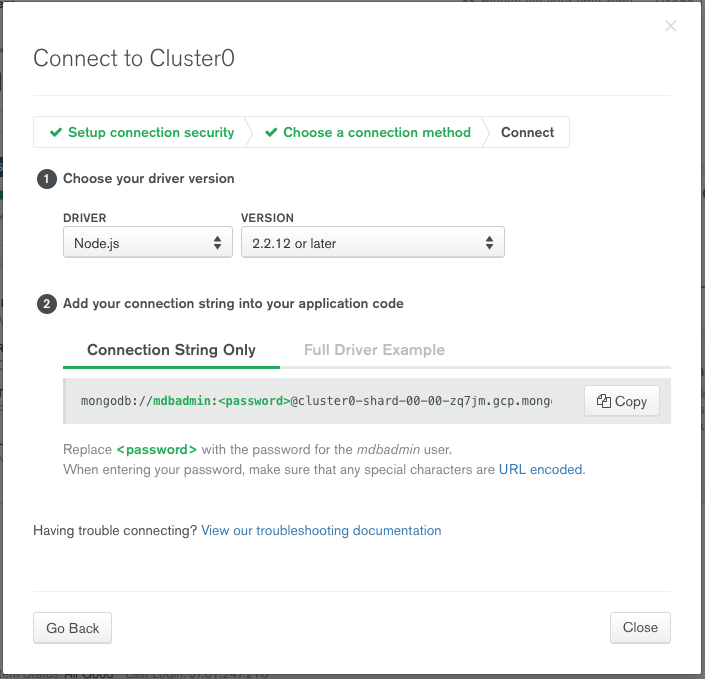 Connect to Cluster0
Setup connection security
Choose a connection method
Connect
1 Choose your driver version
DRIVER
VERSION
Node.js
2.2.12 or later
2 Add your connection string into your application code
Connection String Only
Full Driver Example
mongodb://mdbadmin:<password>@cluster0-shard-00-00-zq7jm.gcp.mong
Copy
Replace <password> with the password for the mdbadmin user.
When entering your password, make sure that any special characters are URL encoded.
Having trouble connecting? View our troubleshooting documentation
Go Back
Close